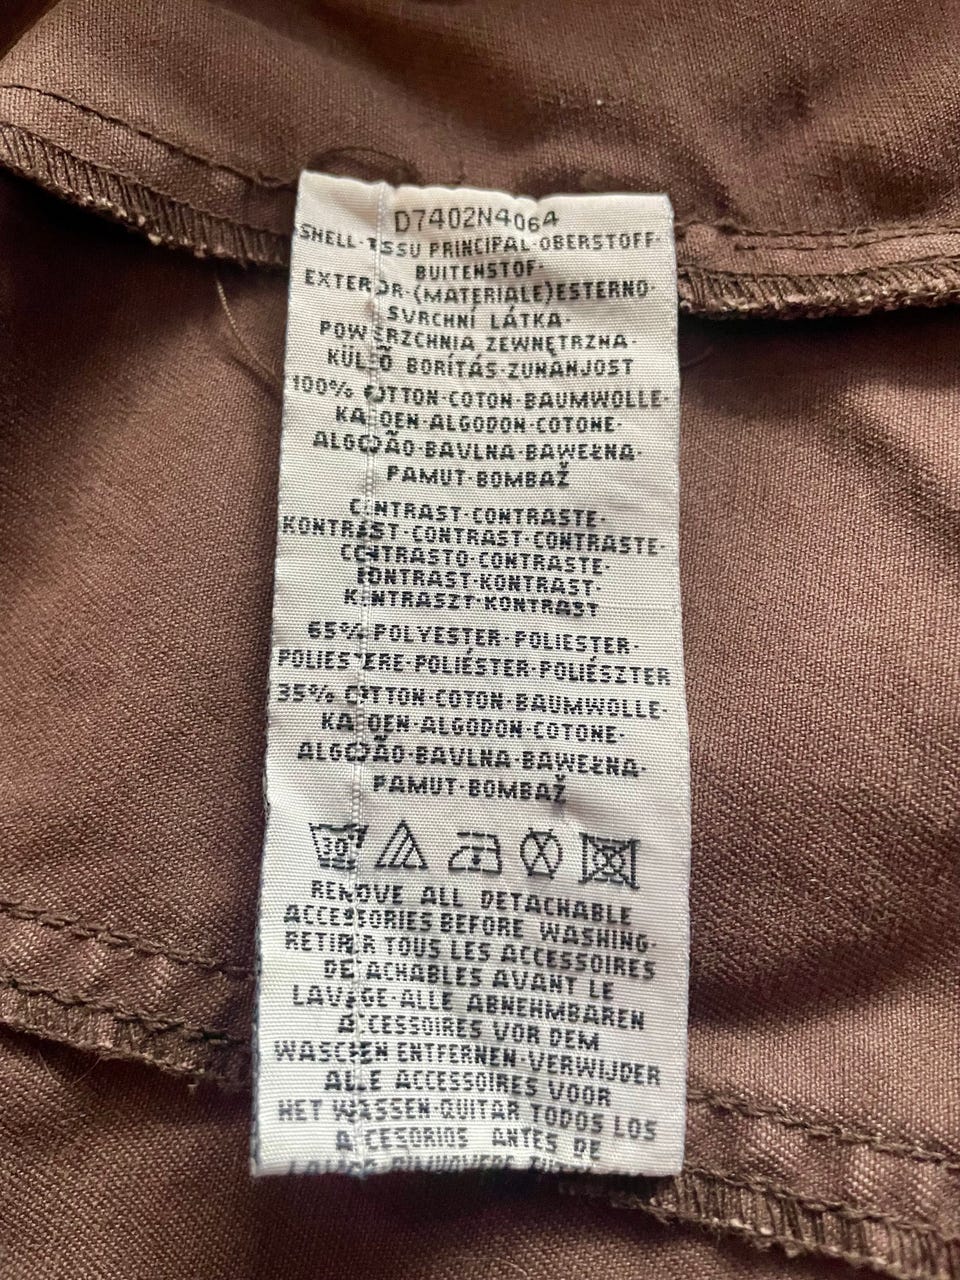 D7402N4064
SHELL·TISSU PRINCIPAL·OBERSTOFF·
BUITENSTOF·
EXTERIOR·(MATERIALE)ESTERNO·
SVRCHNÍ LÁTKA·
POWIERZCHNIA ZEWNĘTRZNA·
KÜLSŐ BORÍTÁS·ZUNANJOST
100% COTTON·COTON·BAUMWOLLE·
KATOEN·ALGODON·COTONE·
ALGODÃO·BAVLNA·BAWEŁNA·
PAMUT·BOMBAŽ
CONTRAST·CONTRASTE·
KONTRAST·CONTRAST·CONTRASTE·
CONTRASTO·CONTRASTE·
KONTRAST·KONTRAST·
KONTRASZT·KONTRAST
65% POLYESTER·POLIESTER·
POLIESTERE·POLIÉSTER·POLIÉSZTER
35% COTTON·COTON·BAUMWOLLE·
KATOEN·ALGODON·COTONE·
ALGODÃO·BAVLNA·BAWEŁNA·
PAMUT·BOMBAŽ
30°
REMOVE ALL DETACHABLE
ACCESSORIES BEFORE WASHING·
RETIRER TOUS LES ACCESSOIRES
DETACHABLES AVANT LE
LAVAGE·ALLE ABNEHMBAREN
ACCESSOIRES VOR DEM
WASCHEN ENTFERNEN·VERWIJDER
ALLE ACCESSOIRES VOOR
HET WASSEN·QUITAR TODOS LOS
ACCESORIOS ANTES DE